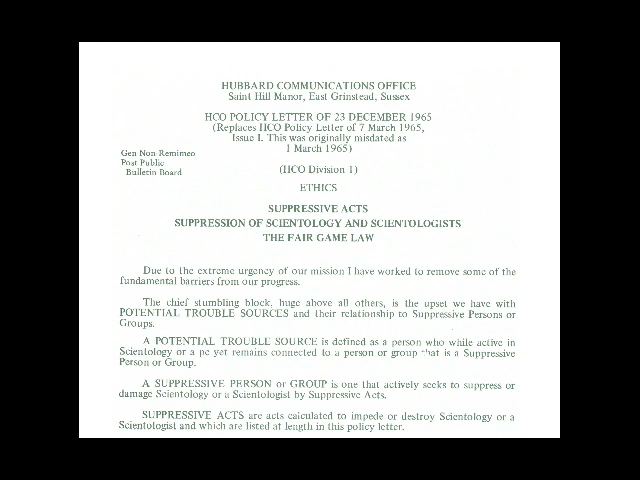 HUBBARD COMMUNICATIONS OFFICE
Saint Hill Manor, East Grinstead, Sussex
HCO POLICY LETTER OF 23 DECEMBER 1965
(Replaces HCO Policy Letter of 7 March 1965,
Issue I. This was originally misdated as
1 March 1965)
Gen Non-Remimeo
Post Public
Bulletin Board
(HCO Division 1)
ETHICS
SUPPRESSIVE ACTS
SUPPRESSION OF SCIENTOLOGY AND SCIENTOLOGISTS
THE FAIR GAME LAW
Due to the extreme urgency of our mission I have worked to remove some of the
fundamental barriers from our progress.
The chief stumbling block, huge above all others, is the upset we have with
POTENTIAL TROUBLE SOURCES and their relationship to Suppressive Persons or
Groups.
A POTENTIAL TROUBLE SOURCE is defined as a person who while active in
Scientology or a pc yet remains connected to a person or group that is a Suppressive
Person or Group.
A SUPPRESSIVE PERSON or GROUP is one that actively seeks to suppress or
damage Scientology or a Scientologist by Suppressive Acts.
SUPPRESSIVE ACTS are acts calculated to impede or destroy Scientology or a
Scientologist and which are listed at length in this policy letter.